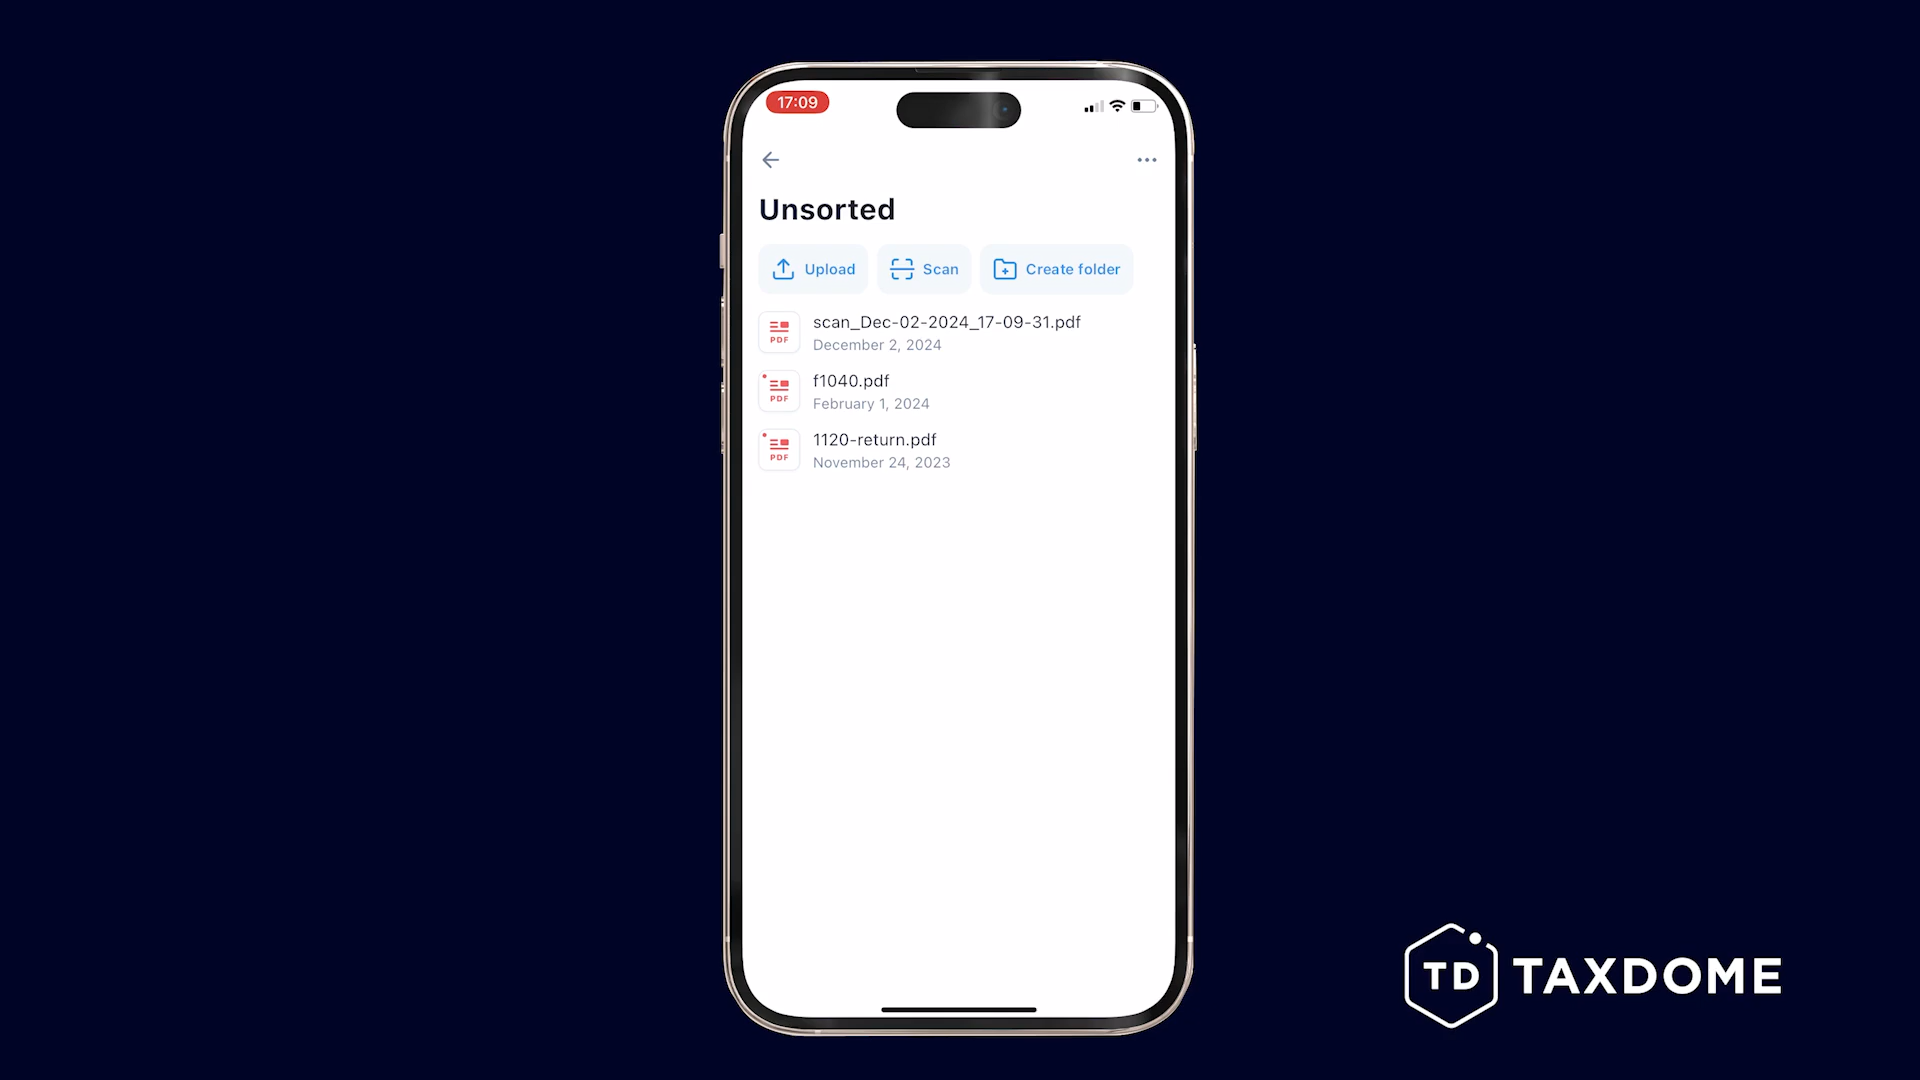 17:09
Unsorted
Upload
Scan
Create folder
PDF
scan_Dec-02-2024_17-09-31.pdf
December 2, 2024
PDF
f1040.pdf
February 1, 2024
PDF
1120-return.pdf
November 24, 2023
TD TAXDOME